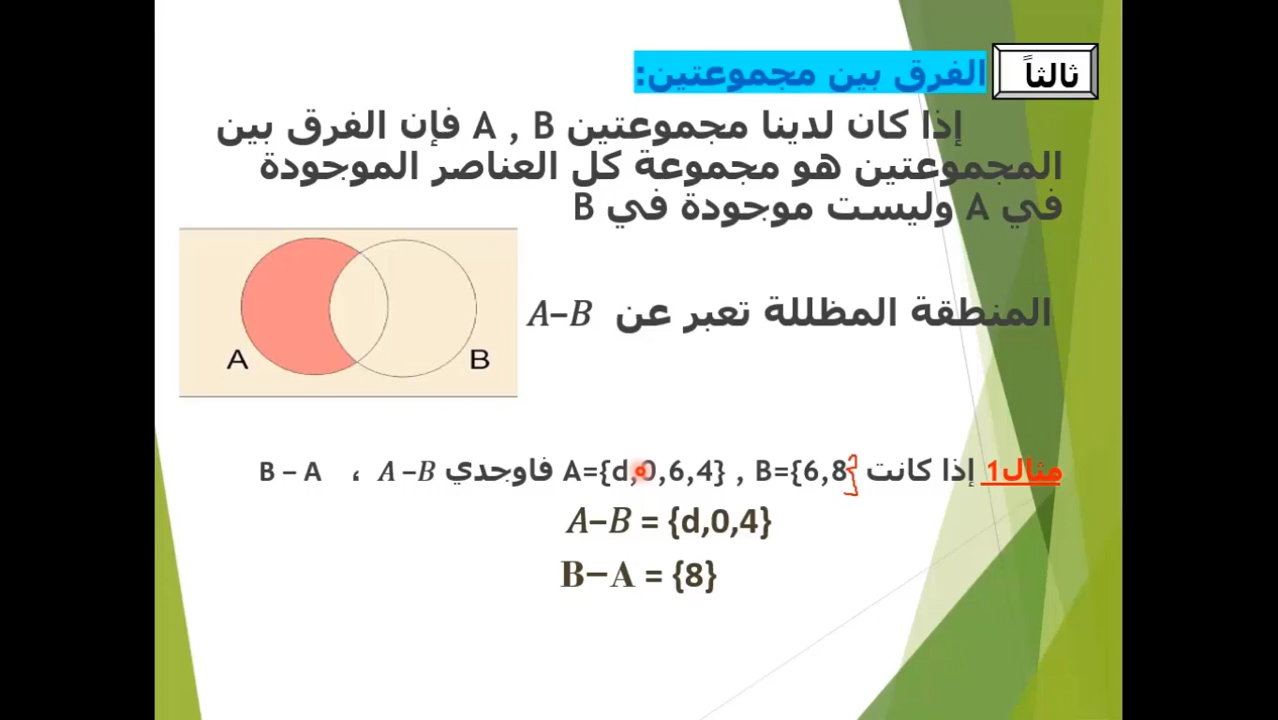 ثالثاً الفرق بين مجموعتين:
إذا كان لدينا مجموعتين A , B فإن الفرق بين
المجموعتين هو مجموعة كل العناصر الموجودة
في A وليست موجودة في B
المنطقة المظللة تعبر عن A–B
A B
مثال1 إذا كانت A={d,0,6,4} , B={6,8} فاوجدي A –B ، B – A
A–B = {d,0,4}
B–A = {8}